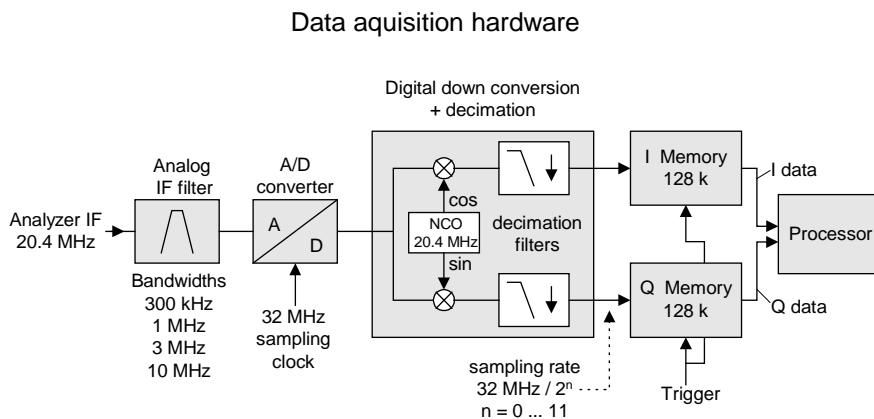 Data aquisition hardware
Digital down conversion
+ decimation
Analog
IF filter
A/D
converter
Analyzer IF
20.4 MHz
A
D
cos
NCO
20.4 MHz
sin
decimation
filters
I Memory
128 k
I data
Processor
Q Memory
128 k
Q data
Bandwidths
300 kHz
1 MHz
3 MHz
10 MHz
32 MHz
sampling
clock
sampling rate
32 MHz / 2ⁿ
n = 0 ... 11
Trigger